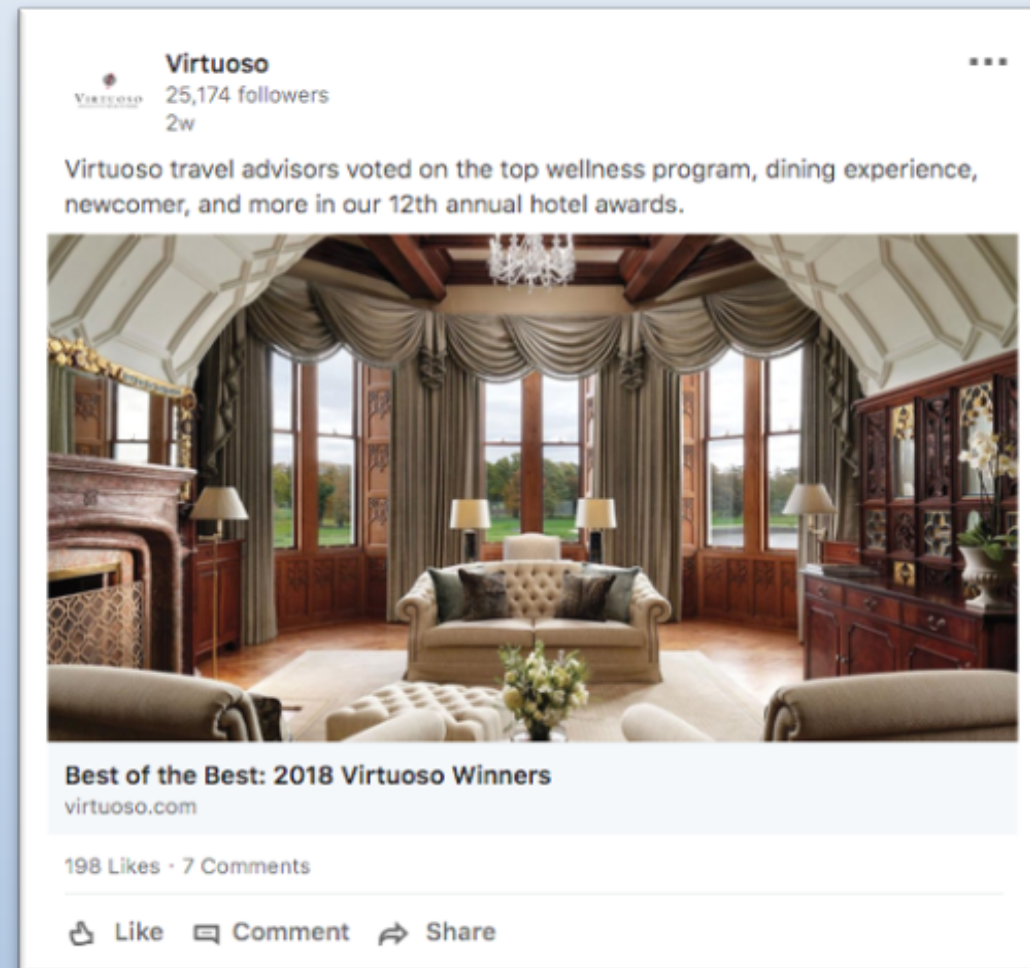 Virtuoso
VIRTUOSO
25,174 followers
2w
Virtuoso travel advisors voted on the top wellness program, dining experience,
newcomer, and more in our 12th annual hotel awards.
Best of the Best: 2018 Virtuoso Winners
virtuoso.com
198 Likes · 7 Comments
Like Comment Share